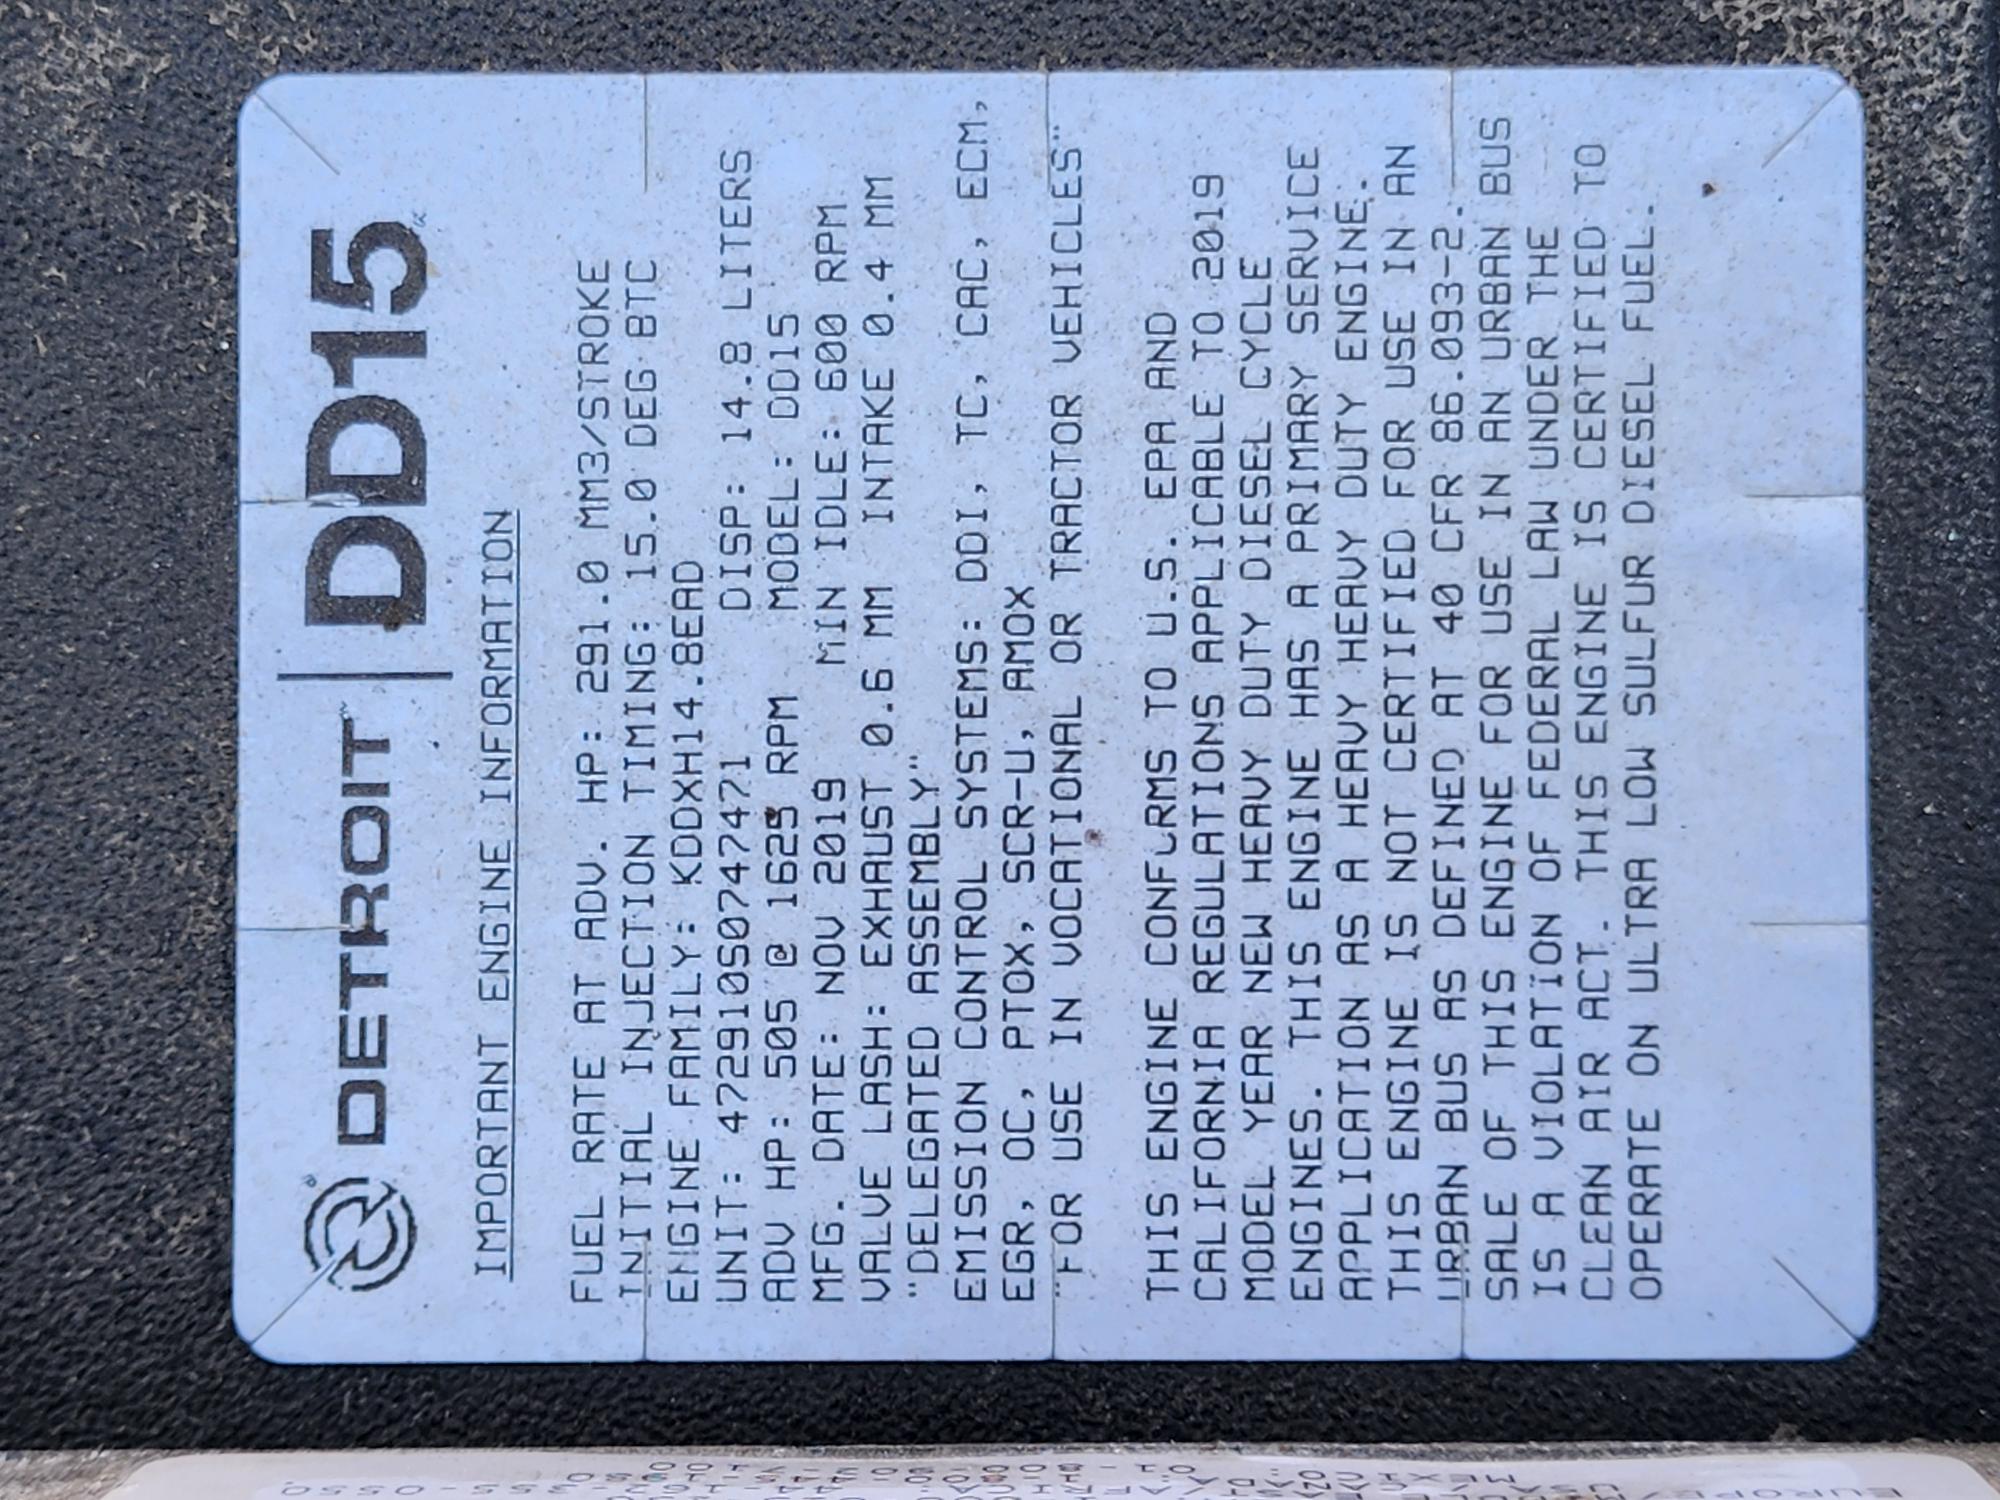 DETROIT | DD15
IMPORTANT ENGINE INFORMATION
FUEL RATE AT ADV. HP: 291.0 MM3/STROKE
INITIAL INJECTION TIMING: 15.0 DEG BTC
ENGINE FAMILY: KDDXH14.8EAD
UNIT: 472910S0747471 DISP: 14.8 LITERS
ADV HP: 505 @ 1625 RPM MODEL: DD15
MFG. DATE: NOV 2019 MIN IDLE: 600 RPM
VALVE LASH: EXHAUST 0.6 MM INTAKE 0.4 MM
"DELEGATED ASSEMBLY"
EMISSION CONTROL SYSTEMS: DDI, TC, CAC, ECM,
EGR, OC, PTOX, SCR-U, AMOX
"FOR USE IN VOCATIONAL OR TRACTOR VEHICLES"
THIS ENGINE CONFORMS TO U.S. EPA AND
CALIFORNIA REGULATIONS APPLICABLE TO 2019
MODEL YEAR NEW HEAVY DUTY DIESEL CYCLE
ENGINES. THIS ENGINE HAS A PRIMARY SERVICE
APPLICATION AS A HEAVY HEAVY DUTY ENGINE.
THIS ENGINE IS NOT CERTIFIED FOR USE IN AN
URBAN BUS AS DEFINED AT 40 CFR 86.093-2.
SALE OF THIS ENGINE FOR USE IN AN URBAN BUS
IS A VIOLATION OF FEDERAL LAW UNDER THE
CLEAN AIR ACT. THIS ENGINE IS CERTIFIED TO
OPERATE ON ULTRA LOW SULFUR DIESEL FUEL.